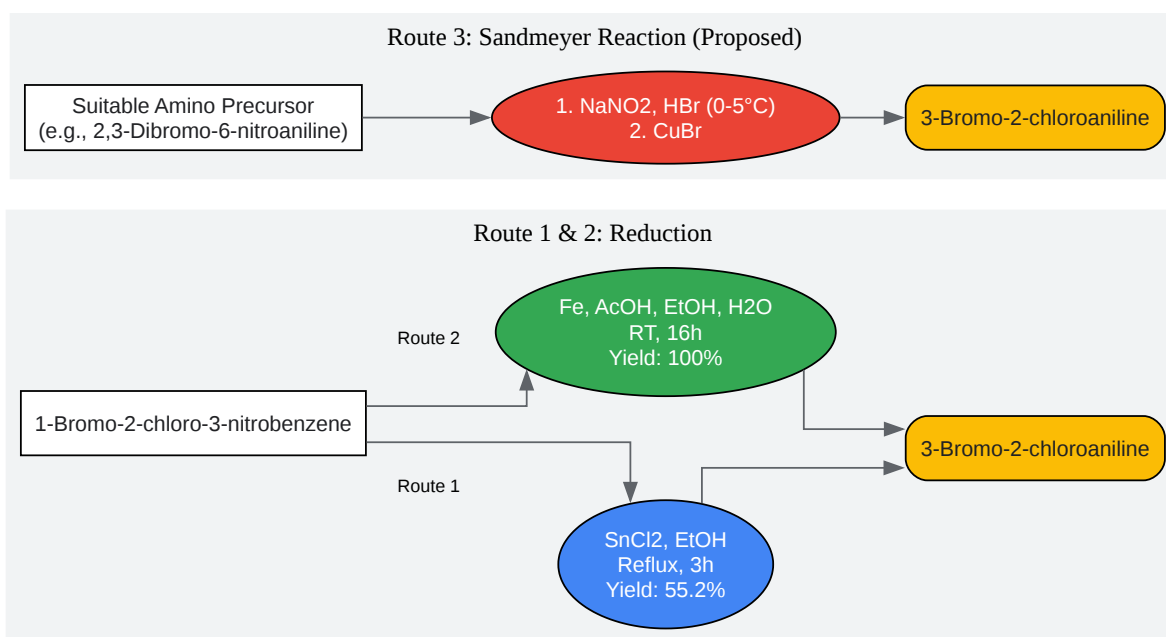 Route 3: Sandmeyer Reaction (Proposed)
Suitable Amino Precursor
(e.g., 2,3-Dibromo-6-nitroaniline)
1. NaNO2, HBr (0-5°C)
2. CuBr
3-Bromo-2-chloroaniline
Route 1 & 2: Reduction
Route 2
Fe, AcOH, EtOH, H2O
RT, 16h
Yield: 100%
1-Bromo-2-chloro-3-nitrobenzene
3-Bromo-2-chloroaniline
Route 1
SnCl2, EtOH
Reflux, 3h
Yield: 55.2%